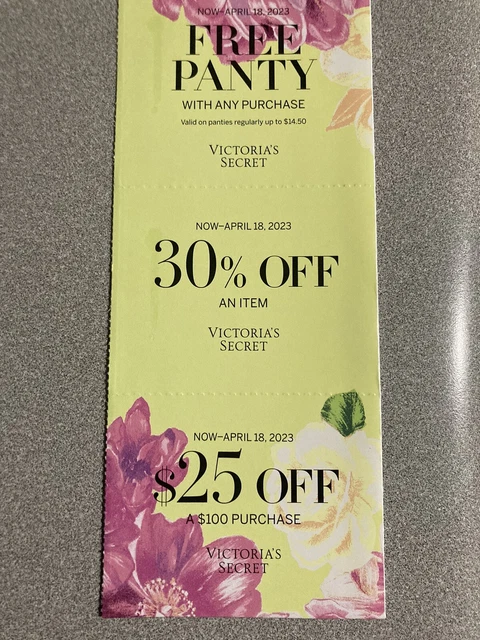 NOW–APRIL 18, 2023
FREE
PANTY
WITH ANY PURCHASE
Valid on panties regularly up to $14.50
VICTORIA'S
SECRET
NOW–APRIL 18, 2023
30% OFF
AN ITEM
VICTORIA'S
SECRET
NOW–APRIL 18, 2023
$25 OFF
A $100 PURCHASE
VICTORIA'S
SECRET